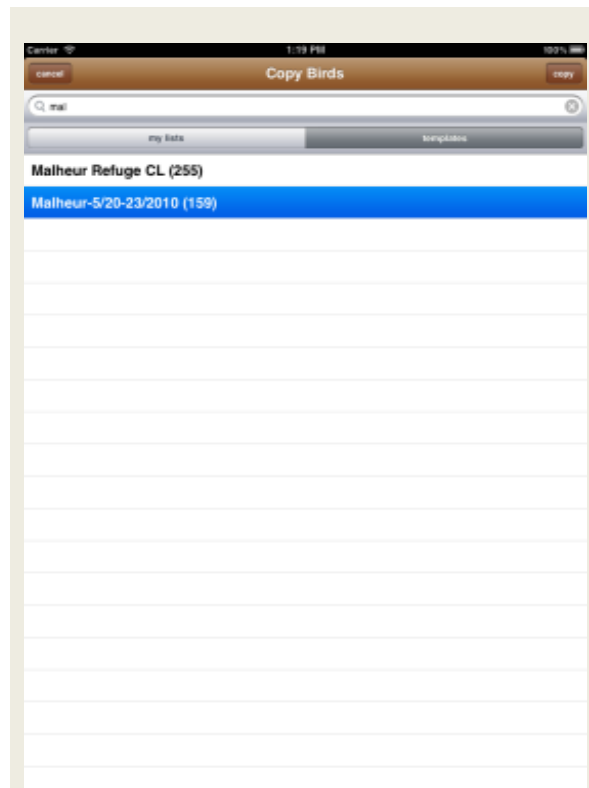 Carrier 1:19 PM 100%
cancel Copy Birds copy
mal
my lists templates
Malheur Refuge CL (255)
Malheur-5/20-23/2010 (159)